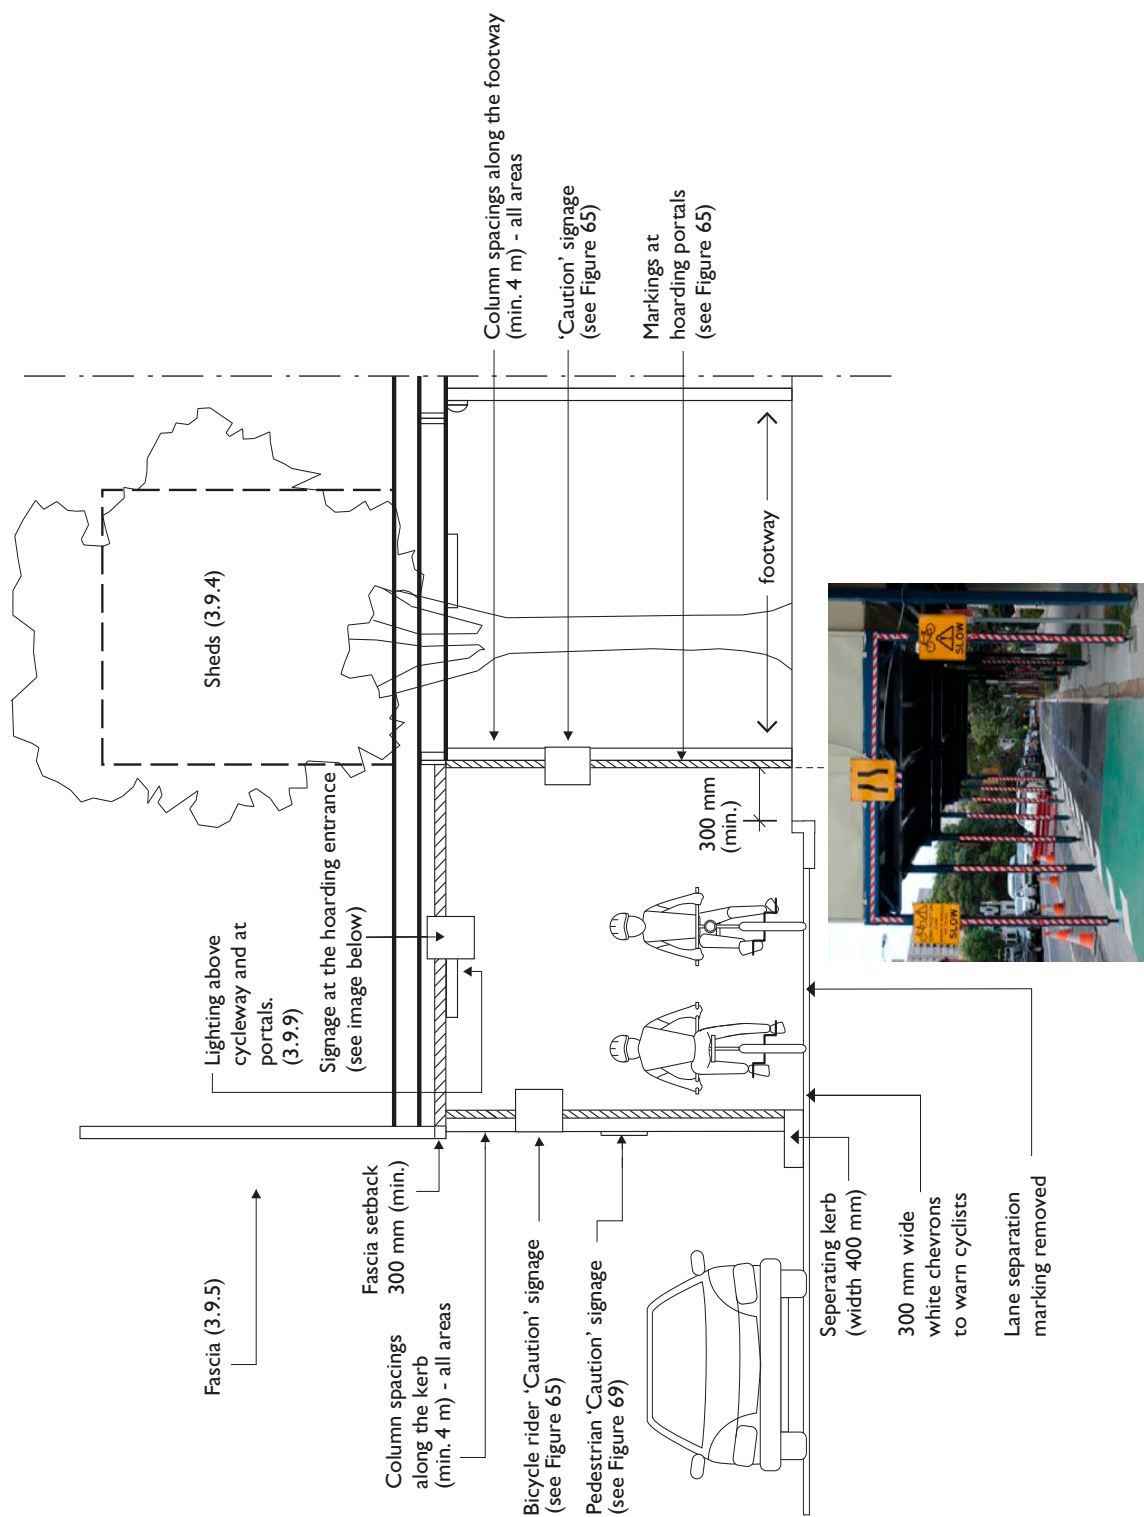 Fascia (3.9.5)
Lighting above
cycleway and at
portals.
(3.9.9)
Sheds (3.9.4)
Signage at the hoarding entrance
(see image below)
Fascia setback
300 mm (min.)
Column spacings
along the kerb
(min. 4 m) - all areas
Bicycle rider ‘Caution’ signage
(see Figure 65)
Pedestrian ‘Caution’ signage
(see Figure 69)
Column spacings along the footway
(min. 4 m) - all areas
‘Caution’ signage
(see Figure 65)
Markings at
hoarding portals
(see Figure 65)
300 mm
(min.)
footway
Seperating kerb
(width 400 mm)
300 mm wide
white chevrons
to warn cyclists
Lane separation
marking removed
SLOW
SLOW